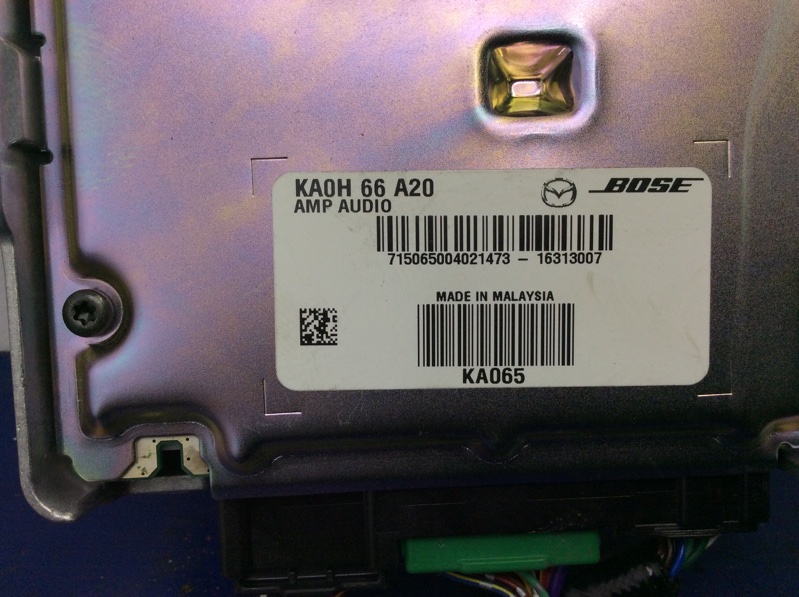 KA0H 66 A20 BOSE
AMP AUDIO
715065004021473 - 16313007
MADE IN MALAYSIA
KA065